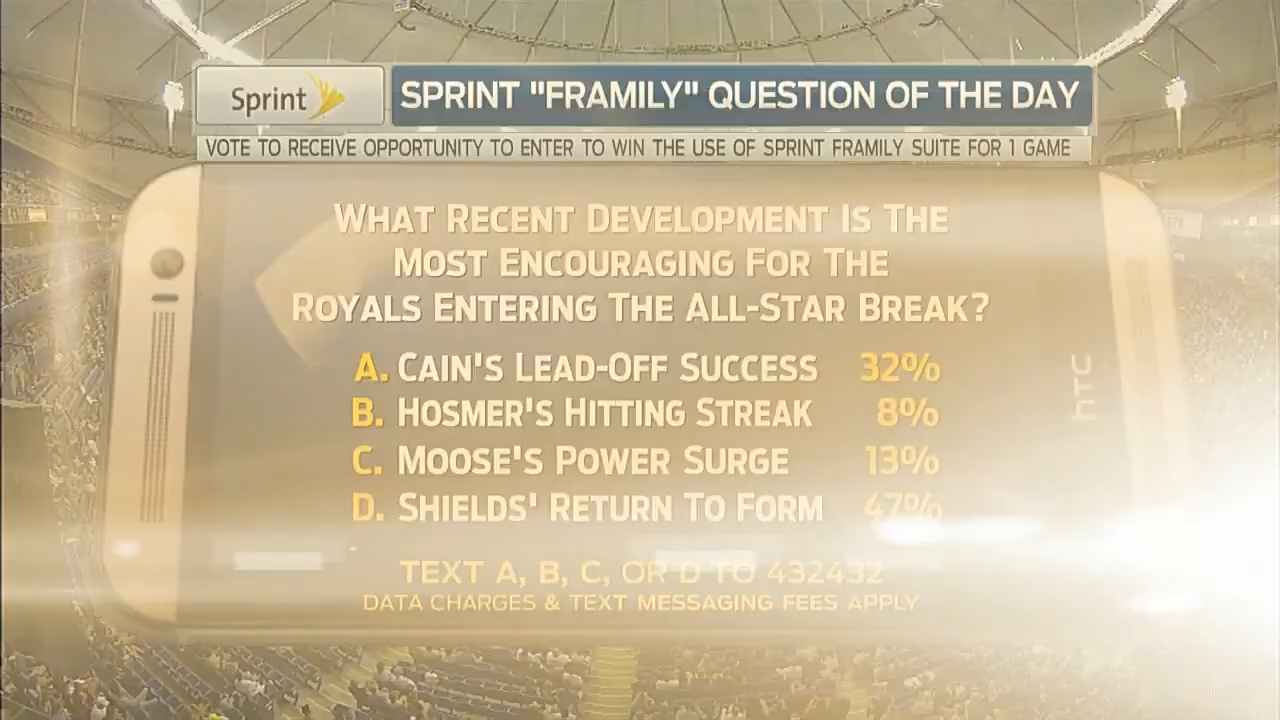 Sprint
SPRINT "FRAMILY" QUESTION OF THE DAY
VOTE TO RECEIVE OPPORTUNITY TO ENTER TO WIN THE USE OF SPRINT FRAMILY SUITE FOR 1 GAME
WHAT RECENT DEVELOPMENT IS THE
MOST ENCOURAGING FOR THE
ROYALS ENTERING THE ALL-STAR BREAK?
A. CAIN'S LEAD-OFF SUCCESS 32%
B. HOSMER'S HITTING STREAK 8%
C. MOOSE'S POWER SURGE 13%
D. SHIELDS' RETURN TO FORM 47%
TEXT A, B, C, OR D TO 432432
DATA CHARGES & TEXT MESSAGING FEES APPLY
hTC